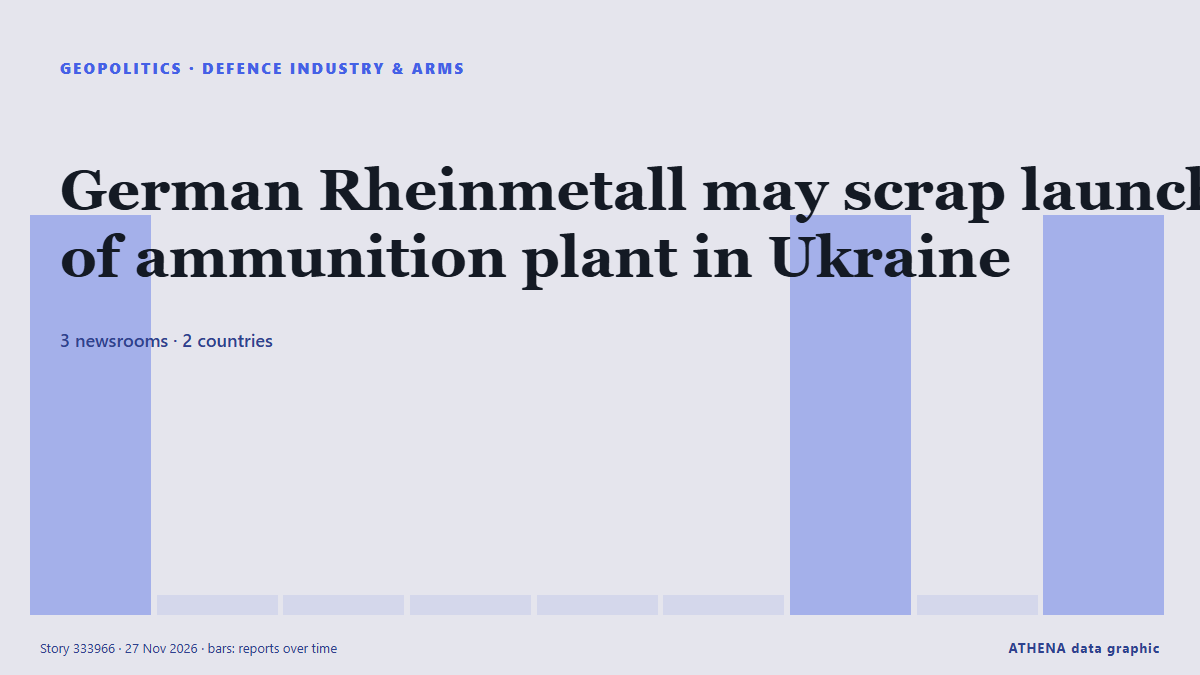 GEOPOLITICS · DEFENCE INDUSTRY & ARMS
German Rheinmetall may scrap launch
of ammunition plant in Ukraine
3 newsrooms · 2 countries
Story 333966 · 27 Nov 2026 · bars: reports over time
ATHENA data graphic